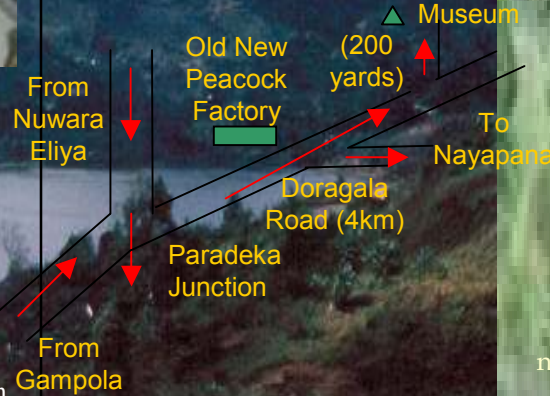 Museum
(200
yards)
Old New
Peacock
Factory
From
Nuwara
Eliya
To
Nayapana
Doragala
Road (4km)
Paradeka
Junction
From
Gampola